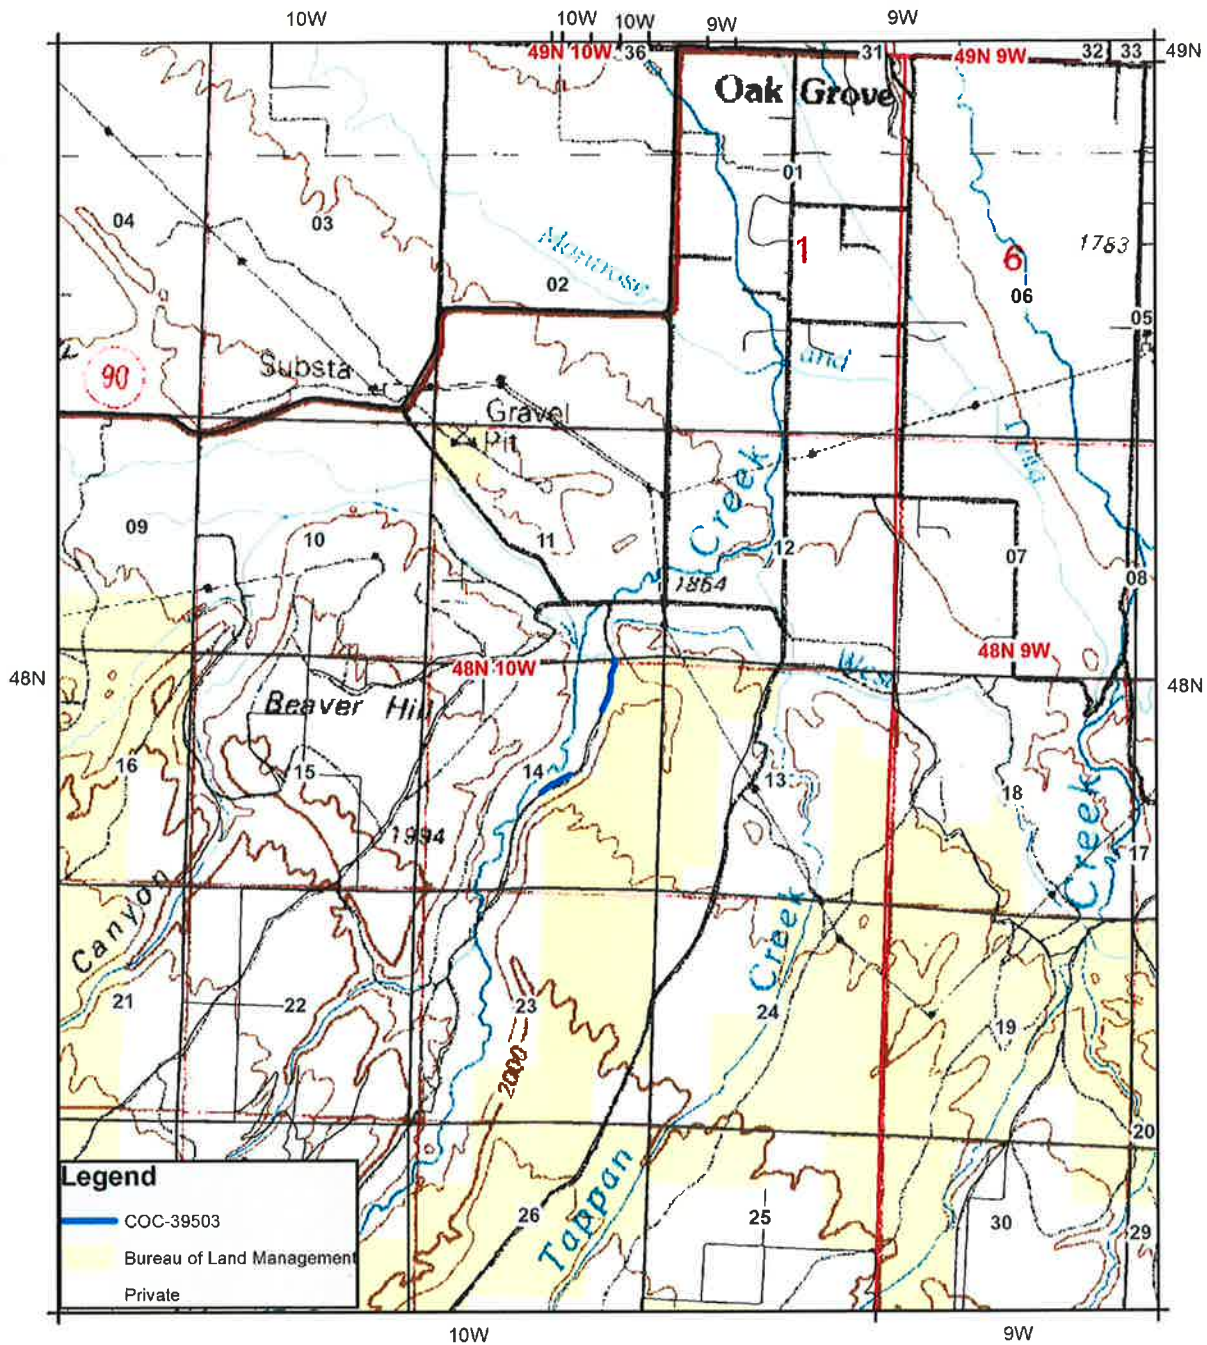 10W 10W 10W 9W 9W
49N 10W 36 31 49N 9W 32 33 49N
Oak Grove
01
04 03
Montrose
1 6 1783
02 06
05
and
90 Substa
Gravel
Pit
Creek
09 10 11 12 07
08
1864
48N 10W West 48N 9W
48N
Beaver Hill
16 15 14 13 18
Creek
17
1994
Canyon
Creek
21 22 23 24 19
2000
20
Legend
COC-39503
Bureau of Land Management
Private
Tappan
26 25 30 29
10W 9W